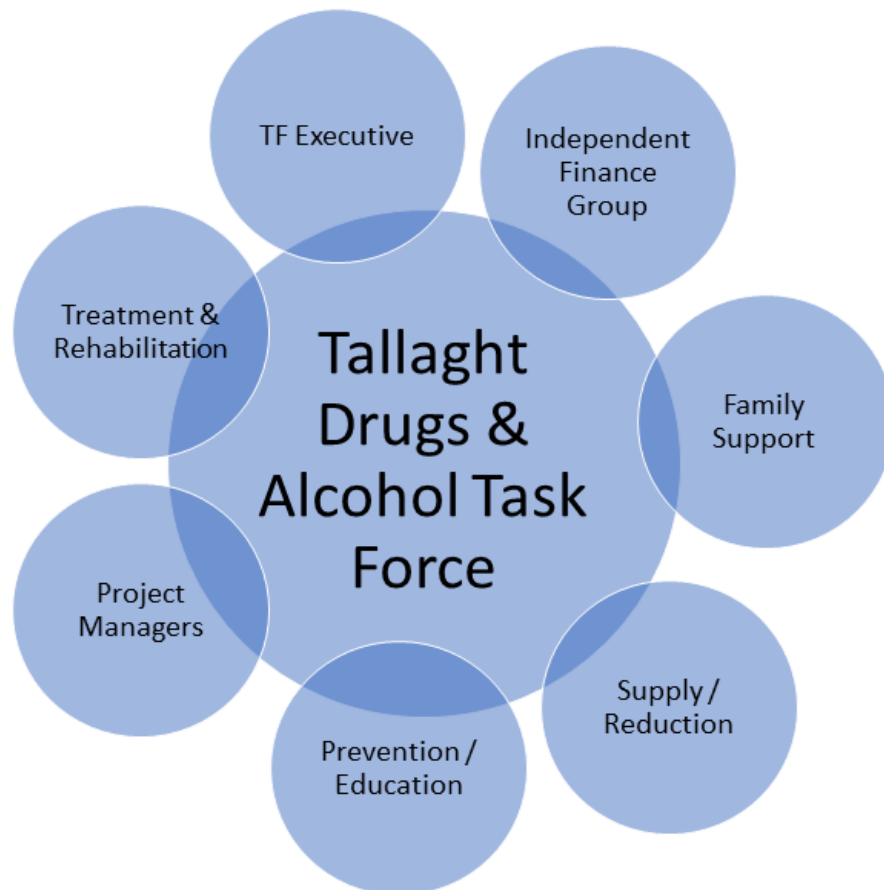 TF Executive
Independent
Finance
Group
Treatment &
Rehabilitation
Tallaght
Drugs &
Alcohol Task
Force
Family
Support
Project
Managers
Supply /
Reduction
Prevention /
Education